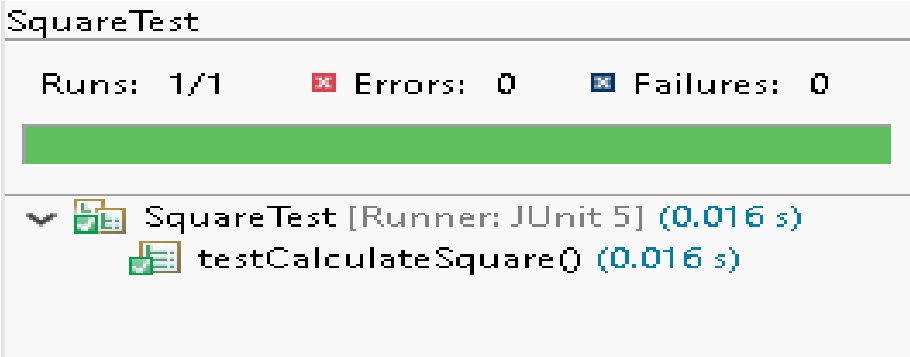 SquareTest
Runs: 1/1 Errors: 0 Failures: 0
SquareTest [Runner: JUnit 5] (0.016 s)
testCalculateSquare() (0.016 s)